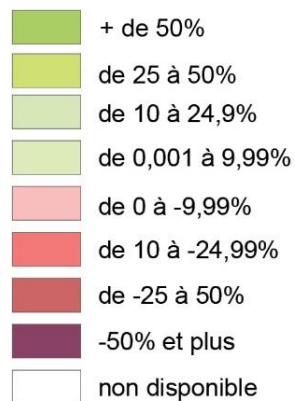 + de 50%
de 25 à 50%
de 10 à 24,9%
de 0,001 à 9,99%
de 0 à -9,99%
de 10 à -24,99%
de -25 à 50%
-50% et plus
non disponible